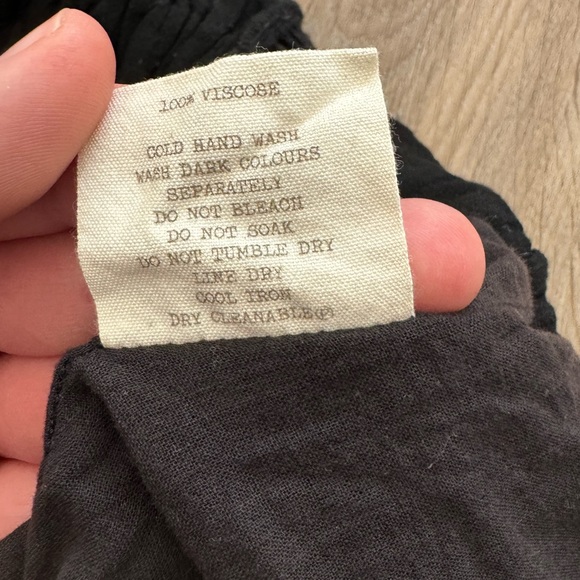 100% VISCOSE
COLD HAND WASH
WASH DARK COLOURS
SEPARATELY
DO NOT BLEACH
DO NOT SOAK
DO NOT TUMBLE DRY
LINE DRY
COOL IRON
DRY CLEANABLE(P)